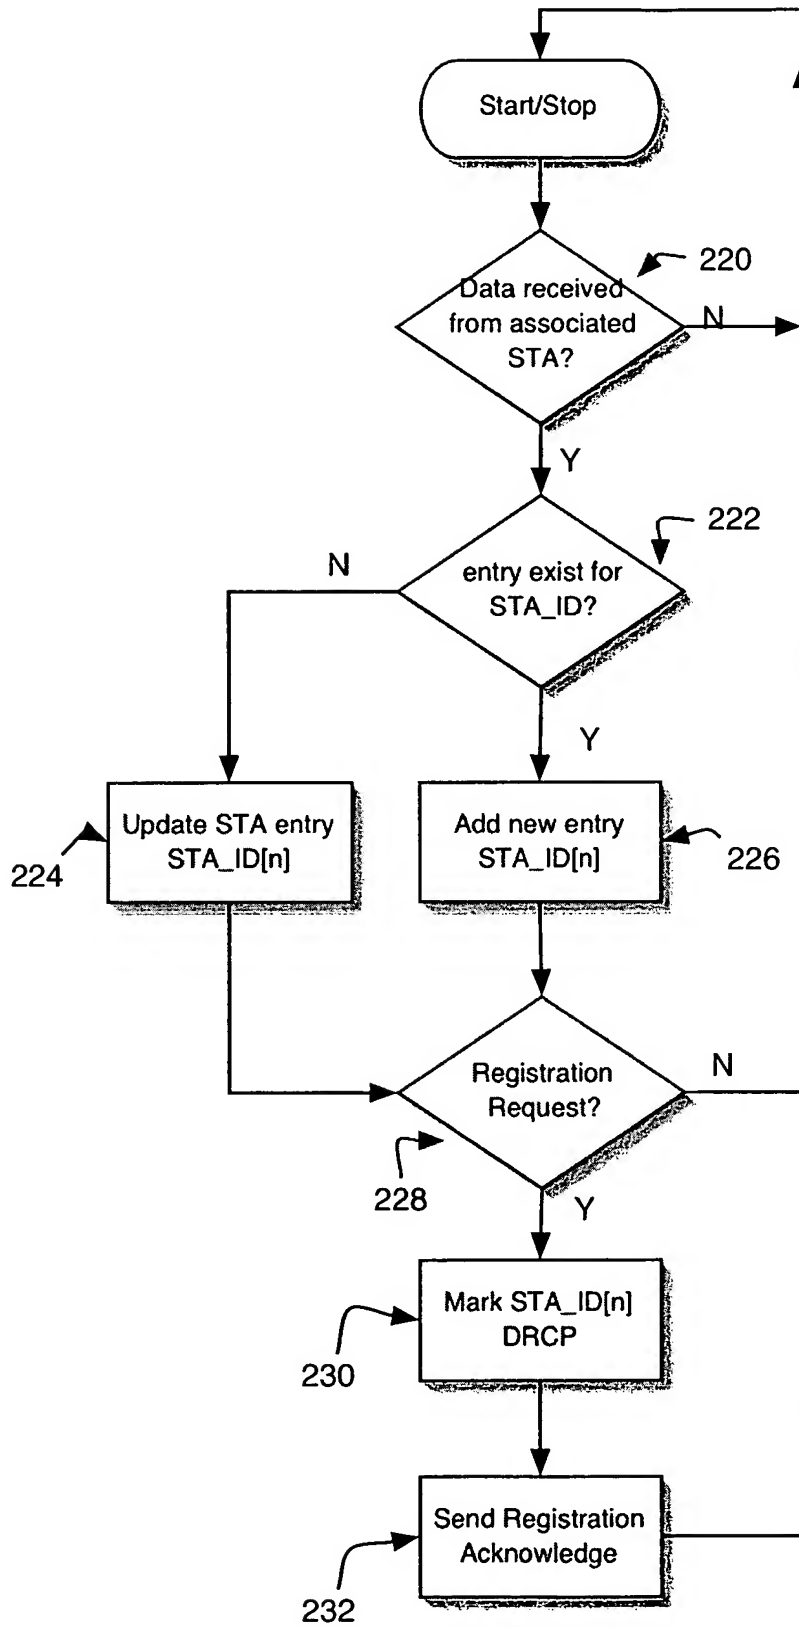 Start/Stop
220
Data received
from associated
STA?
N
Y
222
entry exist for
STA_ID?
N
Y
Update STA entry
STA_ID[n]
224
Add new entry
STA_ID[n]
226
Registration
Request?
N
228
Y
Mark STA_ID[n]
DRCP
230
Send Registration
Acknowledge
232